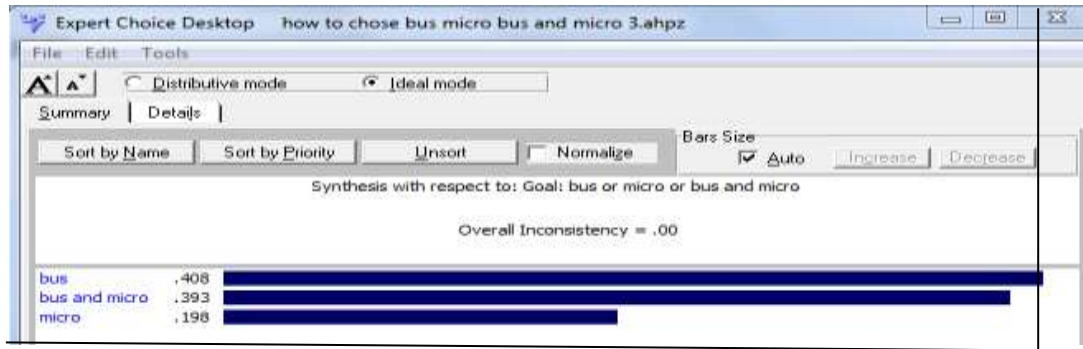 Expert Choice Desktop how to chose bus micro bus and micro 3.ahpz
File Edit Tools
A A Distributive mode Ideal mode
Summary Details
Sort by Name Sort by Priority Unsort Normalize Bars Size Auto Increase Decrease
Synthesis with respect to: Goal: bus or micro or bus and micro
Overall Inconsistency = .00
bus .408
bus and micro .393
micro .198